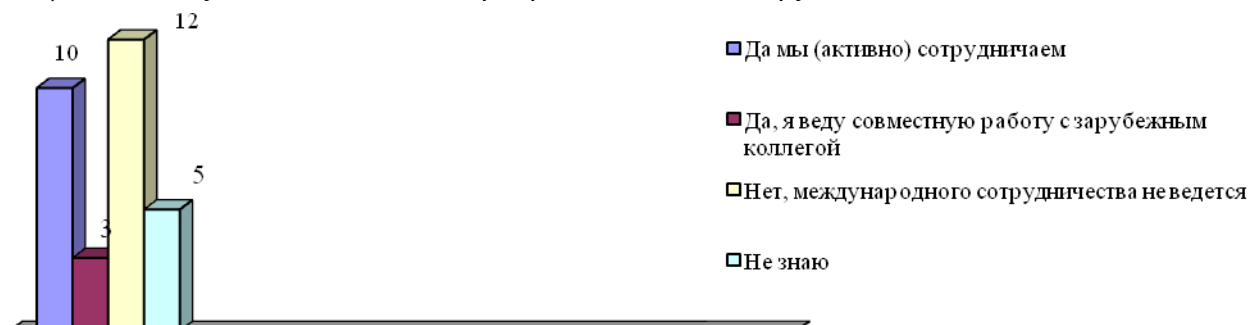 12
10
5
3
Да мы (активно) сотрудничаем
Да, я веду совместную работу с зарубежным
коллегой
Нет, международного сотрудничества не ведется
Не знаю